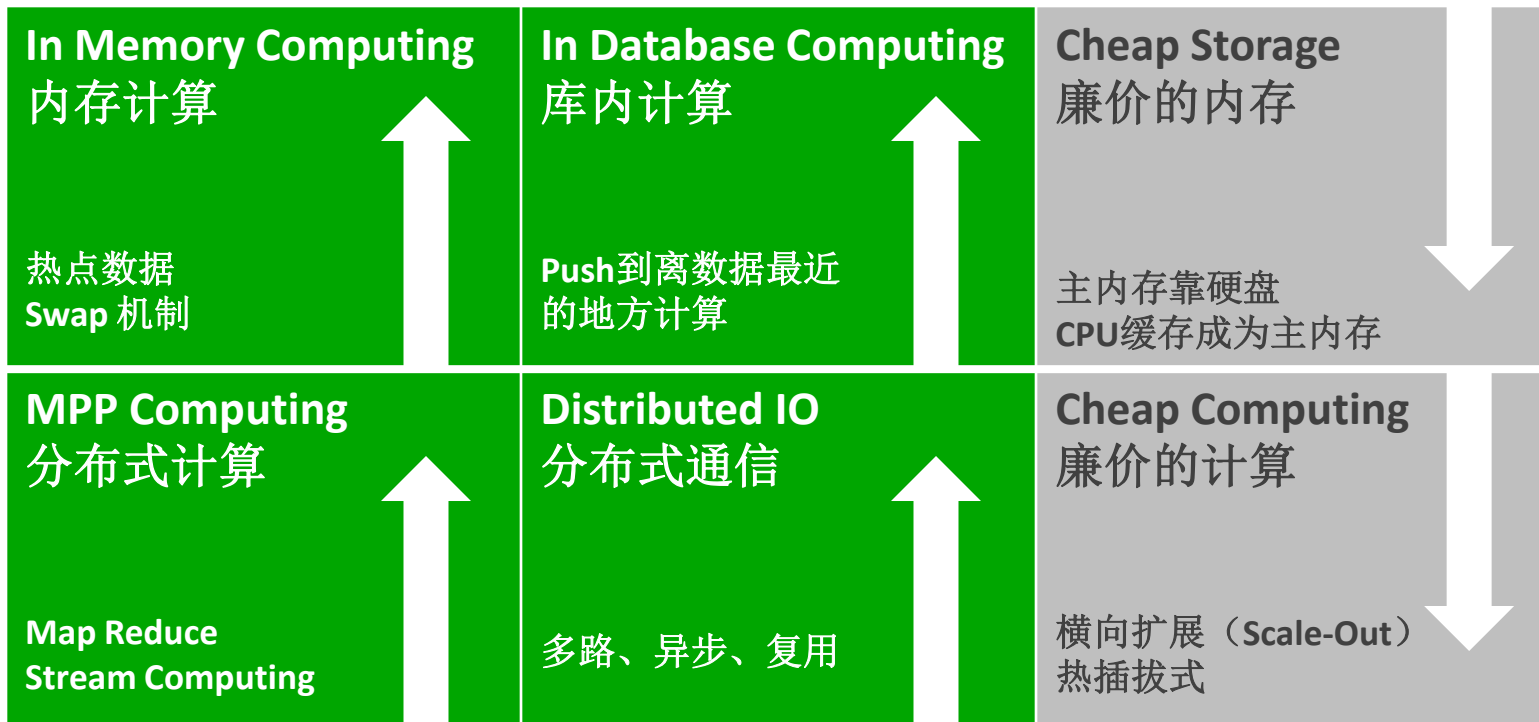 In Memory Computing
内存计算
热点数据
Swap 机制
In Database Computing
库内计算
Push到离数据最近
的地方计算
Cheap Storage
廉价的内存
主内存靠硬盘
CPU缓存成为主内存
MPP Computing
分布式计算
Map Reduce
Stream Computing
Distributed IO
分布式通信
多路、异步、复用
Cheap Computing
廉价的计算
横向扩展（Scale-Out）
热插拔式